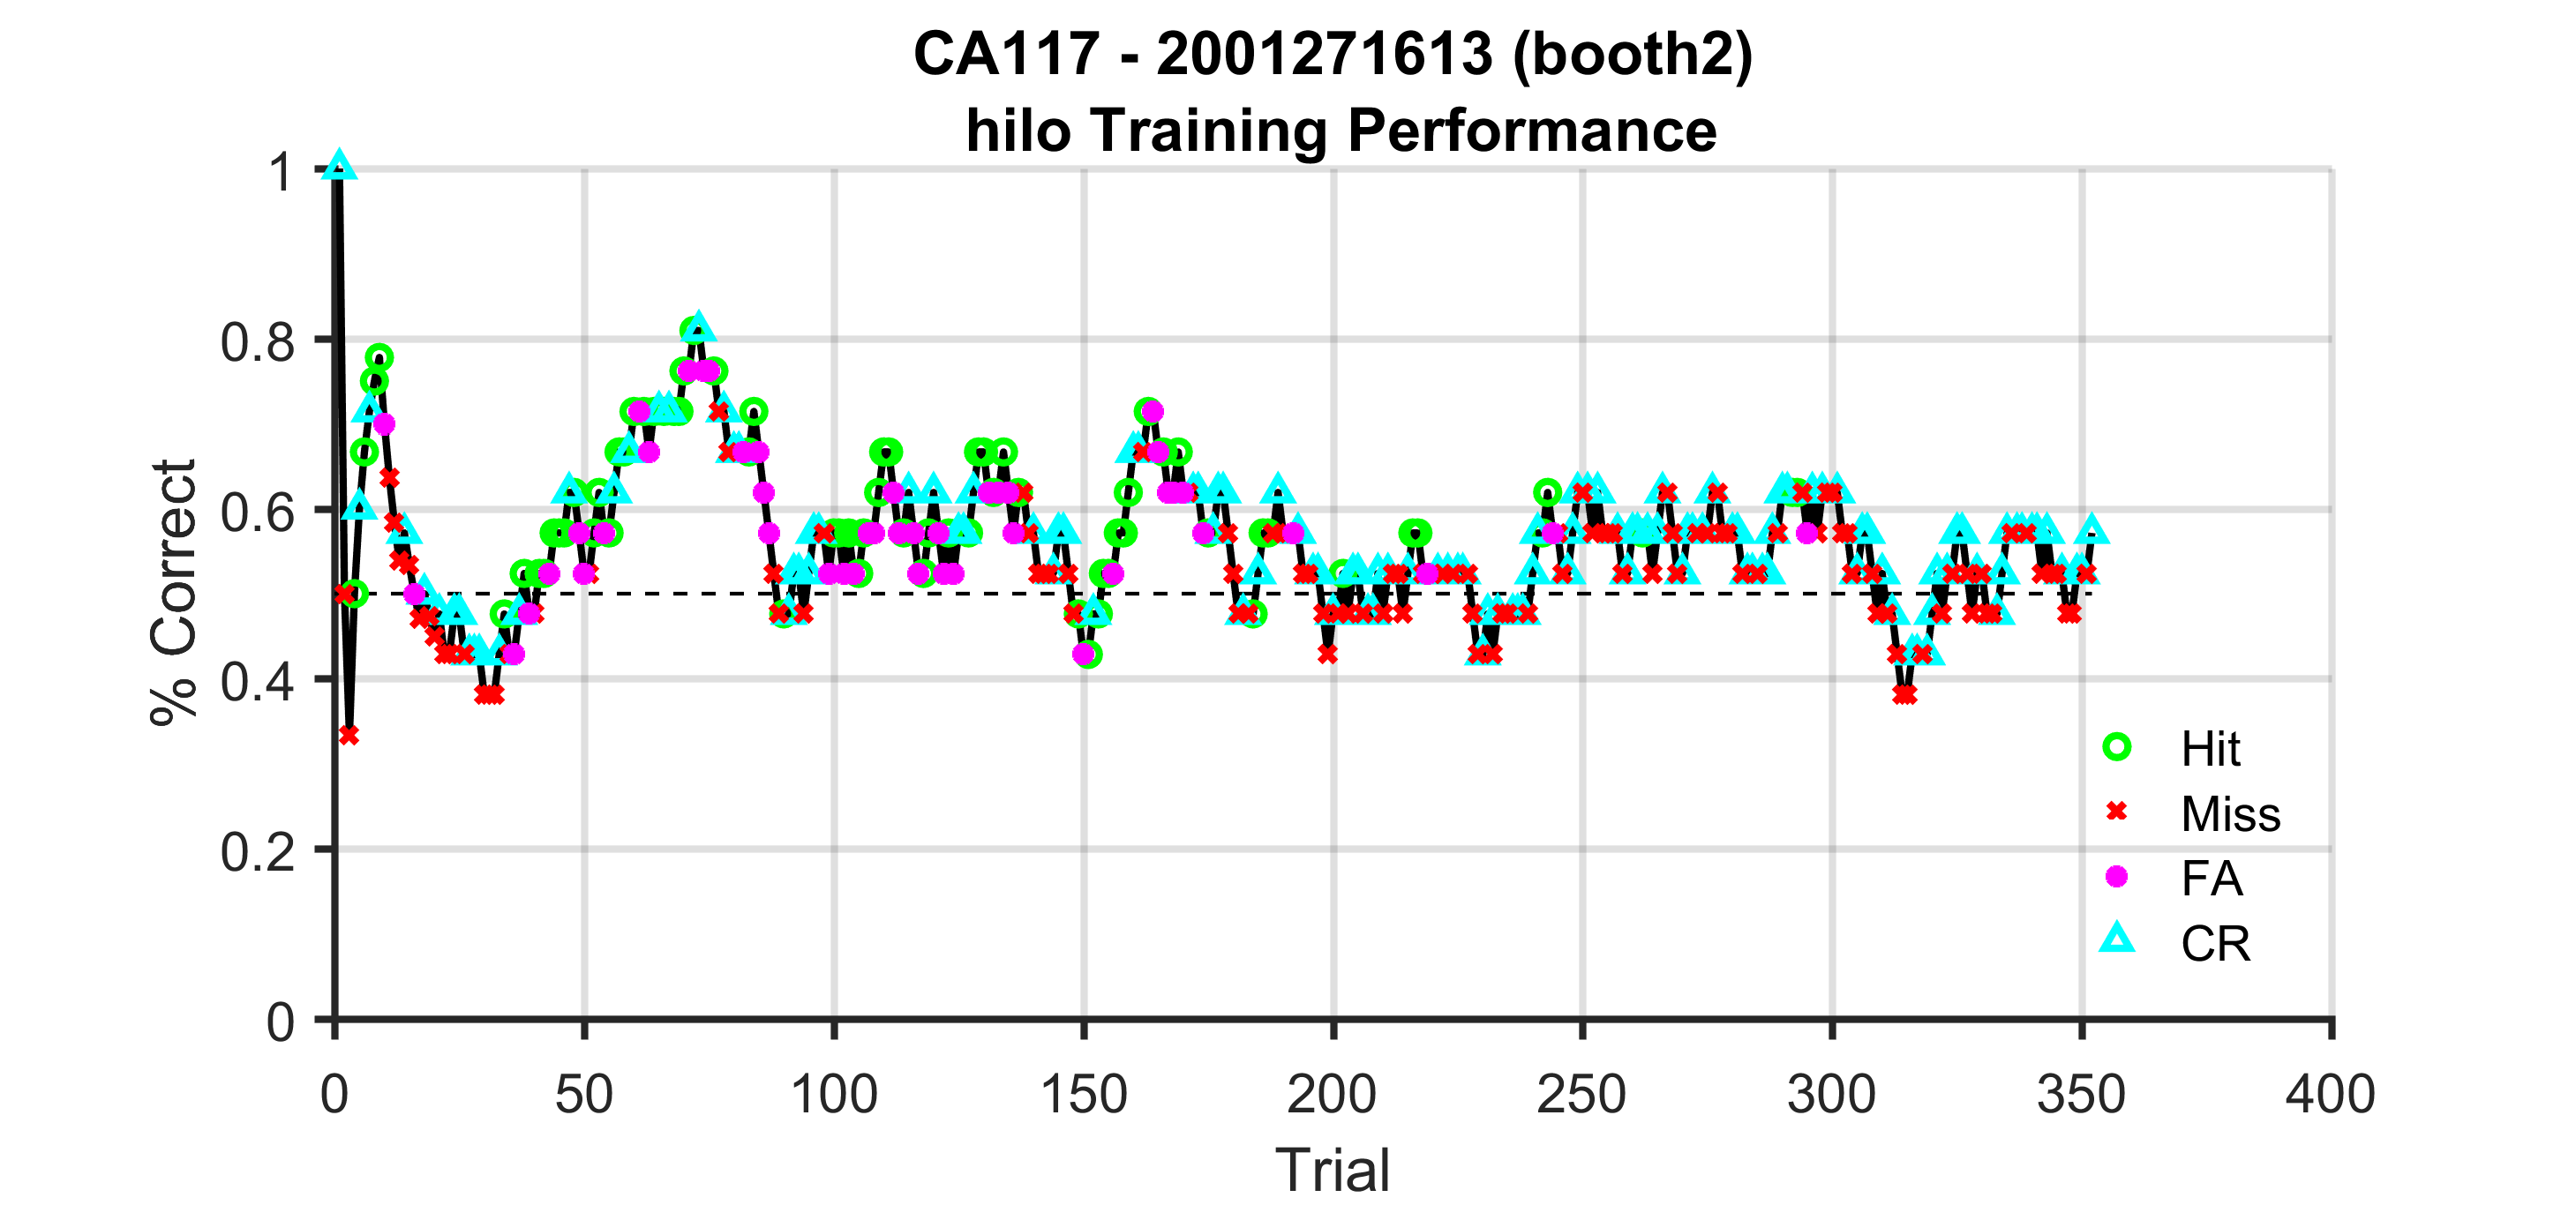 CA117 - 2001271613 (booth2)
hilo Training Performance
% Correct
1
0.8
0.6
0.4
0.2
0
0 50 100 150 200 250 300 350 400
Trial
Hit
Miss
FA
CR